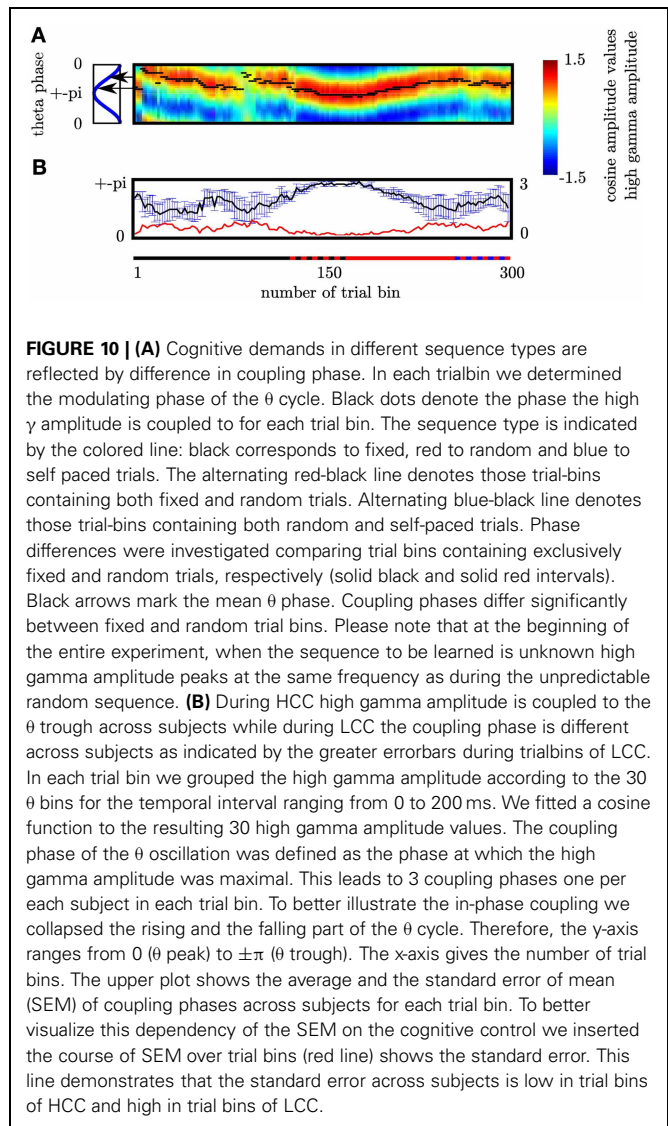 A
0
+-pi
0
theta phase
1.5
-1.5
cosine amplitude values
high gamma amplitude
B
+-pi
0
3
0
1
150
300
number of trial bin
FIGURE 10 | (A) Cognitive demands in different sequence types are
reflected by difference in coupling phase. In each trialbin we determined
the modulating phase of the θ cycle. Black dots denote the phase the high
γ amplitude is coupled to for each trial bin. The sequence type is indicated
by the colored line: black corresponds to fixed, red to random and blue to
self paced trials. The alternating red-black line denotes those trial-bins
containing both fixed and random trials. Alternating blue-black line denotes
those trial-bins containing both random and self-paced trials. Phase
differences were investigated comparing trial bins containing exclusively
fixed and random trials, respectively (solid black and solid red intervals).
Black arrows mark the mean θ phase. Coupling phases differ significantly
between fixed and random trial bins. Please note that at the beginning of
the entire experiment, when the sequence to be learned is unknown high
gamma amplitude peaks at the same frequency as during the unpredictable
random sequence. (B) During HCC high gamma amplitude is coupled to the
θ trough across subjects while during LCC the coupling phase is different
across subjects as indicated by the greater errorbars during trialbins of LCC.
In each trial bin we grouped the high gamma amplitude according to the 30
θ bins for the temporal interval ranging from 0 to 200 ms. We fitted a cosine
function to the resulting 30 high gamma amplitude values. The coupling
phase of the θ oscillation was defined as the phase at which the high
gamma amplitude was maximal. This leads to 3 coupling phases one per
each subject in each trial bin. To better illustrate the in-phase coupling we
collapsed the rising and the falling part of the θ cycle. Therefore, the y-axis
ranges from 0 (θ peak) to ±π (θ trough). The x-axis gives the number of trial
bins. The upper plot shows the average and the standard error of mean
(SEM) of coupling phases across subjects for each trial bin. To better
visualize this dependency of the SEM on the cognitive control we inserted
the course of SEM over trial bins (red line) shows the standard error. This
line demonstrates that the standard error across subjects is low in trial bins
of HCC and high in trial bins of LCC.